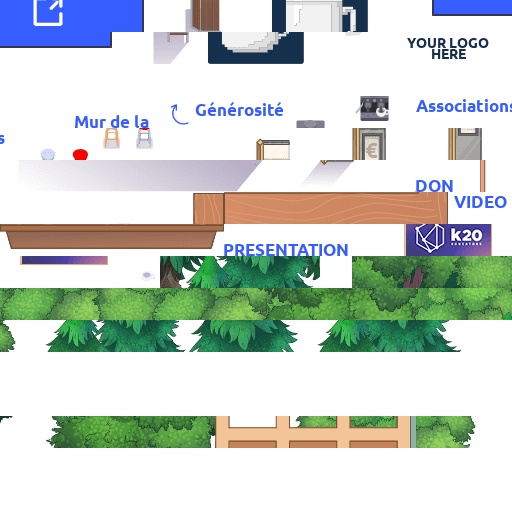 YOUR LOGO
HERE
Associations
Générosité
Mur de la
s
DON
VIDEO
PRESENTATION
k20